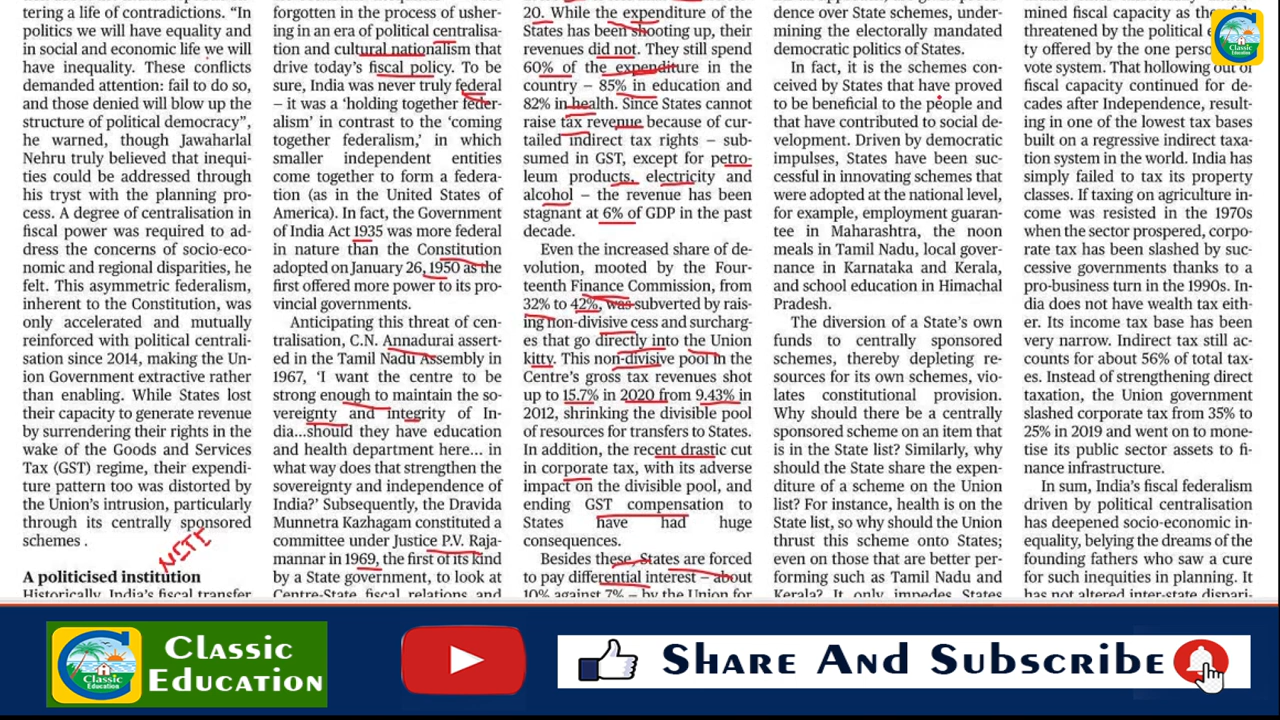 tering a life of contradictions. “In
politics we will have equality and
in social and economic life we will
have inequality. These conflicts
demanded attention: fail to do so,
and those denied will blow up the
structure of political democracy”,
he warned, though Jawaharlal
Nehru truly believed that inequi-
ties could be addressed through
his tryst with the planning pro-
cess. A degree of centralisation in
fiscal power was required to ad-
dress the concerns of socio-eco-
nomic and regional disparities, he
felt. This asymmetric federalism,
inherent to the Constitution, was
only accelerated and mutually
reinforced with political centrali-
sation since 2014, making the Un-
ion Government extractive rather
than enabling. While States lost
their capacity to generate revenue
by surrendering their rights in the
wake of the Goods and Services
Tax (GST) regime, their expendi-
ture pattern too was distorted by
the Union’s intrusion, particularly
through its centrally sponsored
schemes .
A politicised institution
Historically, India’s fiscal transfer
forgotten in the process of usher-
ing in an era of political centralisa-
tion and cultural nationalism that
drive today’s fiscal policy. To be
sure, India was never truly federal
– it was a ‘holding together feder-
alism’ in contrast to the ‘coming
together federalism,’ in which
smaller independent entities
come together to form a federa-
tion (as in the United States of
America). In fact, the Government
of India Act 1935 was more federal
in nature than the Constitution
adopted on January 26, 1950 as the
first offered more power to its pro-
vincial governments.
Anticipating this threat of cen-
tralisation, C.N. Annadurai assert-
ed in the Tamil Nadu Assembly in
1967, ‘I want the centre to be
strong enough to maintain the so-
vereignty and integrity of In-
dia...should they have education
and health department here... in
what way does that strengthen the
sovereignty and independence of
India?’ Subsequently, the Dravida
Munnetra Kazhagam constituted a
committee under Justice P.V. Raja-
mannar in 1969, the first of its kind
by a State government, to look at
Centre-State fiscal relations and
20. While the expenditure of the
States has been shooting up, their
revenues did not. They still spend
60% of the expenditure in the
country – 85% in education and
82% in health. Since States cannot
raise tax revenue because of cur-
tailed indirect tax rights – sub-
sumed in GST, except for petro-
leum products, electricity and
alcohol – the revenue has been
stagnant at 6% of GDP in the past
decade.
Even the increased share of de-
volution, mooted by the Four-
teenth Finance Commission, from
32% to 42%, was subverted by rais-
ing non-divisive cess and surcharg-
es that go directly into the Union
kitty. This non-divisive pool in the
Centre’s gross tax revenues shot
up to 15.7% in 2020 from 9.43% in
2012, shrinking the divisible pool
of resources for transfers to States.
In addition, the recent drastic cut
in corporate tax, with its adverse
impact on the divisible pool, and
ending GST compensation to
States have had huge
consequences.
Besides these, States are forced
to pay differential interest – about
10% against 7% – by the Union for
dence over State schemes, under-
mining the electorally mandated
democratic politics of States.
In fact, it is the schemes con-
ceived by States that have proved
to be beneficial to the people and
that have contributed to social de-
velopment. Driven by democratic
impulses, States have been suc-
cessful in innovating schemes that
were adopted at the national level,
for example, employment guaran-
tee in Maharashtra, the noon
meals in Tamil Nadu, local gover-
nance in Karnataka and Kerala,
and school education in Himachal
Pradesh.
The diversion of a State’s own
funds to centrally sponsored
schemes, thereby depleting re-
sources for its own schemes, vio-
lates constitutional provision.
Why should there be a centrally
sponsored scheme on an item that
is in the State list? Similarly, why
should the State share the expen-
diture of a scheme on the Union
list? For instance, health is on the
State list, so why should the Union
thrust this scheme onto States;
even on those that are better per-
forming such as Tamil Nadu and
Kerala? It only impedes States
mined fiscal capacity as they felt
threatened by the political
ty offered by the one person
vote system. That hollowing out of
fiscal capacity continued for de-
cades after Independence, result-
ing in one of the lowest tax bases
built on a regressive indirect taxa-
tion system in the world. India has
simply failed to tax its property
classes. If taxing on agriculture in-
come was resisted in the 1970s
when the sector prospered, corpo-
rate tax has been slashed by suc-
cessive governments thanks to a
pro-business turn in the 1990s. In-
dia does not have wealth tax eith-
er. Its income tax base has been
very narrow. Indirect tax still ac-
counts for about 56% of total tax-
es. Instead of strengthening direct
taxation, the Union government
slashed corporate tax from 35% to
25% in 2019 and went on to mone-
tise its public sector assets to fi-
nance infrastructure.
In sum, India’s fiscal federalism
driven by political centralisation
has deepened socio-economic in-
equality, belying the dreams of the
founding fathers who saw a cure
for such inequities in planning. It
has not altered inter-state dispari-
Classic
Education
Classic
Education
Classic
Education
Share And Subscribe